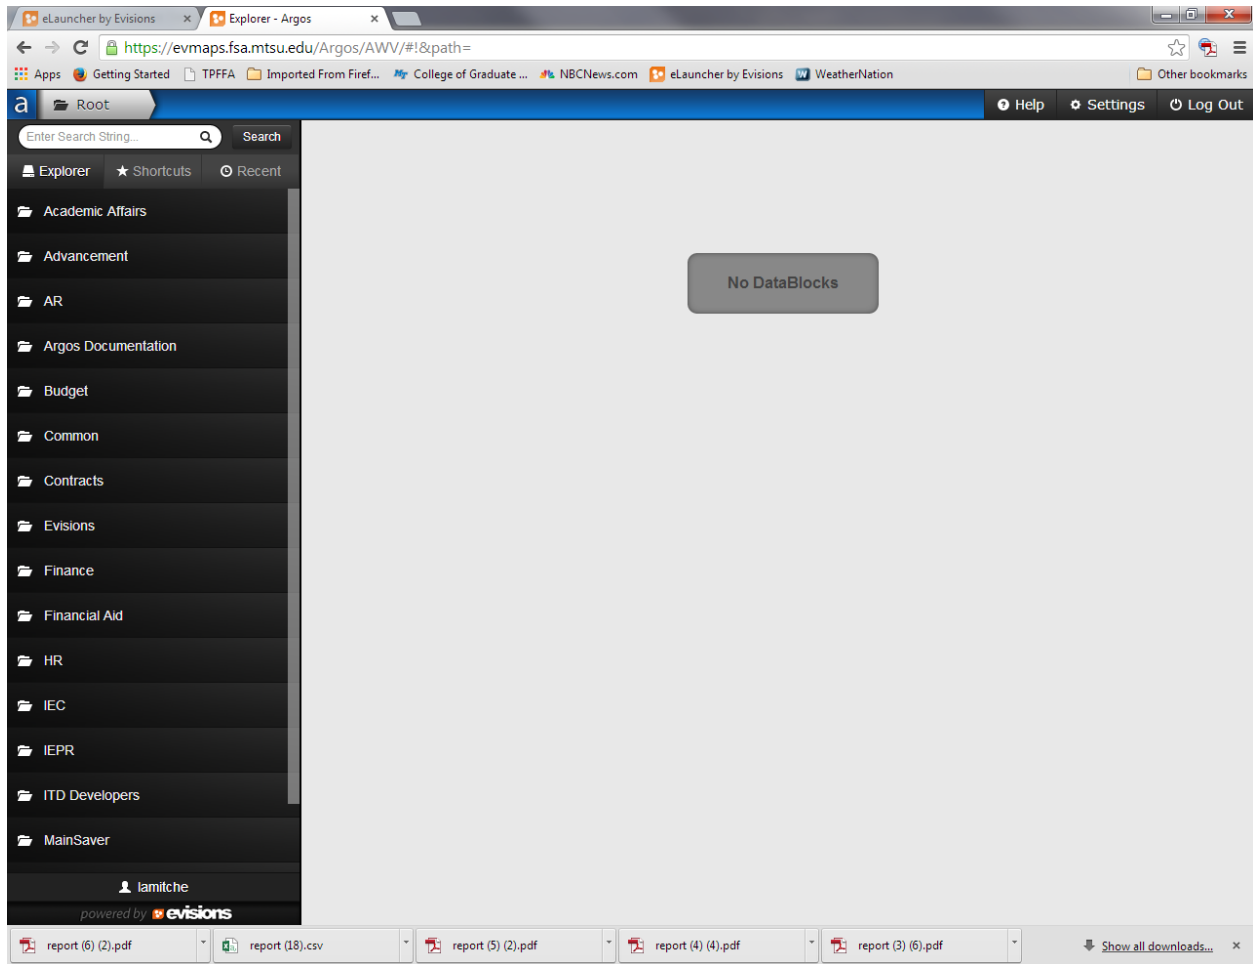 eLauncher by Evisions × Explorer - Argos ×
https://evmaps.fsa.mtsu.edu/Argos/AWV/#!&path=
Apps Getting Started TPFFA Imported From Firef... College of Graduate ... NBCNews.com eLauncher by Evisions WeatherNation Other bookmarks
a Root Help Settings Log Out
Enter Search String... Search
Explorer Shortcuts Recent
Academic Affairs
Advancement
No DataBlocks
AR
Argos Documentation
Budget
Common
Contracts
Evisions
Finance
Financial Aid
HR
IEC
IEPR
ITD Developers
MainSaver
lamitche
powered by evisions
report (6) (2).pdf report (18).csv report (5) (2).pdf report (4) (4).pdf report (3) (6).pdf Show all downloads... ×